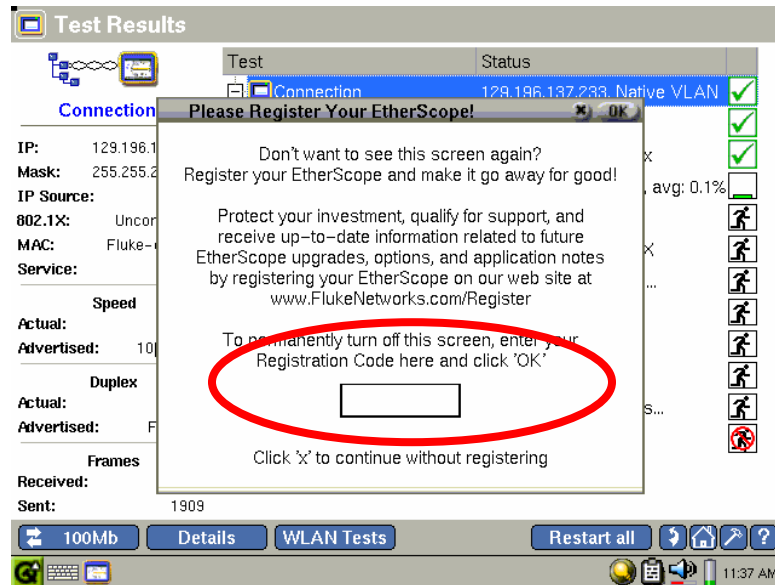 Test Results
Test Status
Connection 129.196.137.233, Native VLAN
Connection
IP: 129.196.1
Mask: 255.255.2
IP Source:
802.1X: Uncon
MAC: Fluke-
Service:
Speed
Actual:
Advertised: 10
Duplex
Actual:
Advertised: F
Frames
Received:
Sent: 1909
x
, avg: 0.1%
X
...
s...
Please Register Your EtherScope! x OK
Don't want to see this screen again?
Register your EtherScope and make it go away for good!
Protect your investment, qualify for support, and
receive up-to-date information related to future
EtherScope upgrades, options, and application notes
by registering your EtherScope on our web site at
www.FlukeNetworks.com/Register
To permanently turn off this screen, enter your
Registration Code here and click 'OK'
Click 'x' to continue without registering
100Mb Details WLAN Tests Restart all ?
11:37 AM